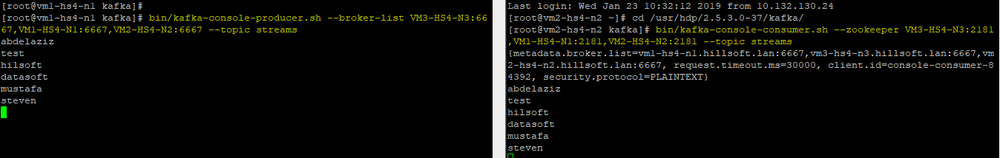 [root@vm1-hs4-n1 kafka]#
[root@vm1-hs4-n1 kafka]# bin/kafka-console-producer.sh --broker-list VM3-HS4-N3:66
67,VM1-HS4-N1:6667,VM2-HS4-N2:6667 --topic streams
abdelaziz
test
hilsoft
datasoft
mustafa
steven
Last login: Wed Jan 23 10:32:12 2019 from 10.132.130.24
[root@vm2-hs4-n2 ~]# cd /usr/hdp/2.5.3.0-37/kafka/
[root@vm2-hs4-n2 kafka]# bin/kafka-console-consumer.sh --zookeeper VM3-HS4-N3:2181
,VM1-HS4-N1:2181,VM2-HS4-N2:2181 --topic streams
{metadata.broker.list=vm1-hs4-n1.hillsoft.lan:6667,vm3-hs4-n3.hillsoft.lan:6667,vm
2-hs4-n2.hillsoft.lan:6667, request.timeout.ms=30000, client.id=console-consumer-8
4392, security.protocol=PLAINTEXT}
abdelaziz
test
hilsoft
datasoft
mustafa
steven